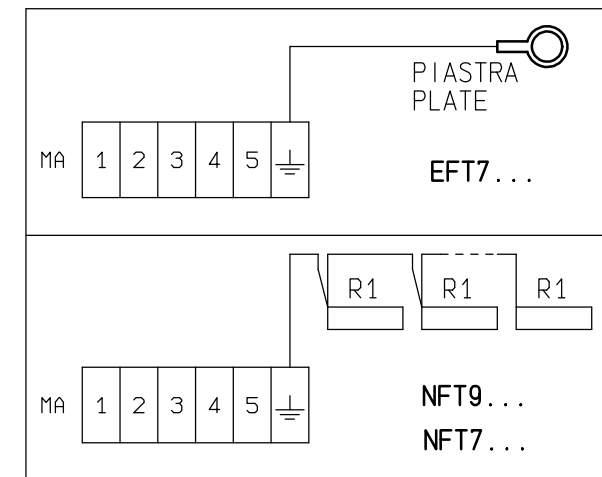 PIASTRA
PLATE
MA 1 2 3 4 5
EFT7...
R1 R1 R1
MA 1 2 3 4 5
NFT9...
NFT7...